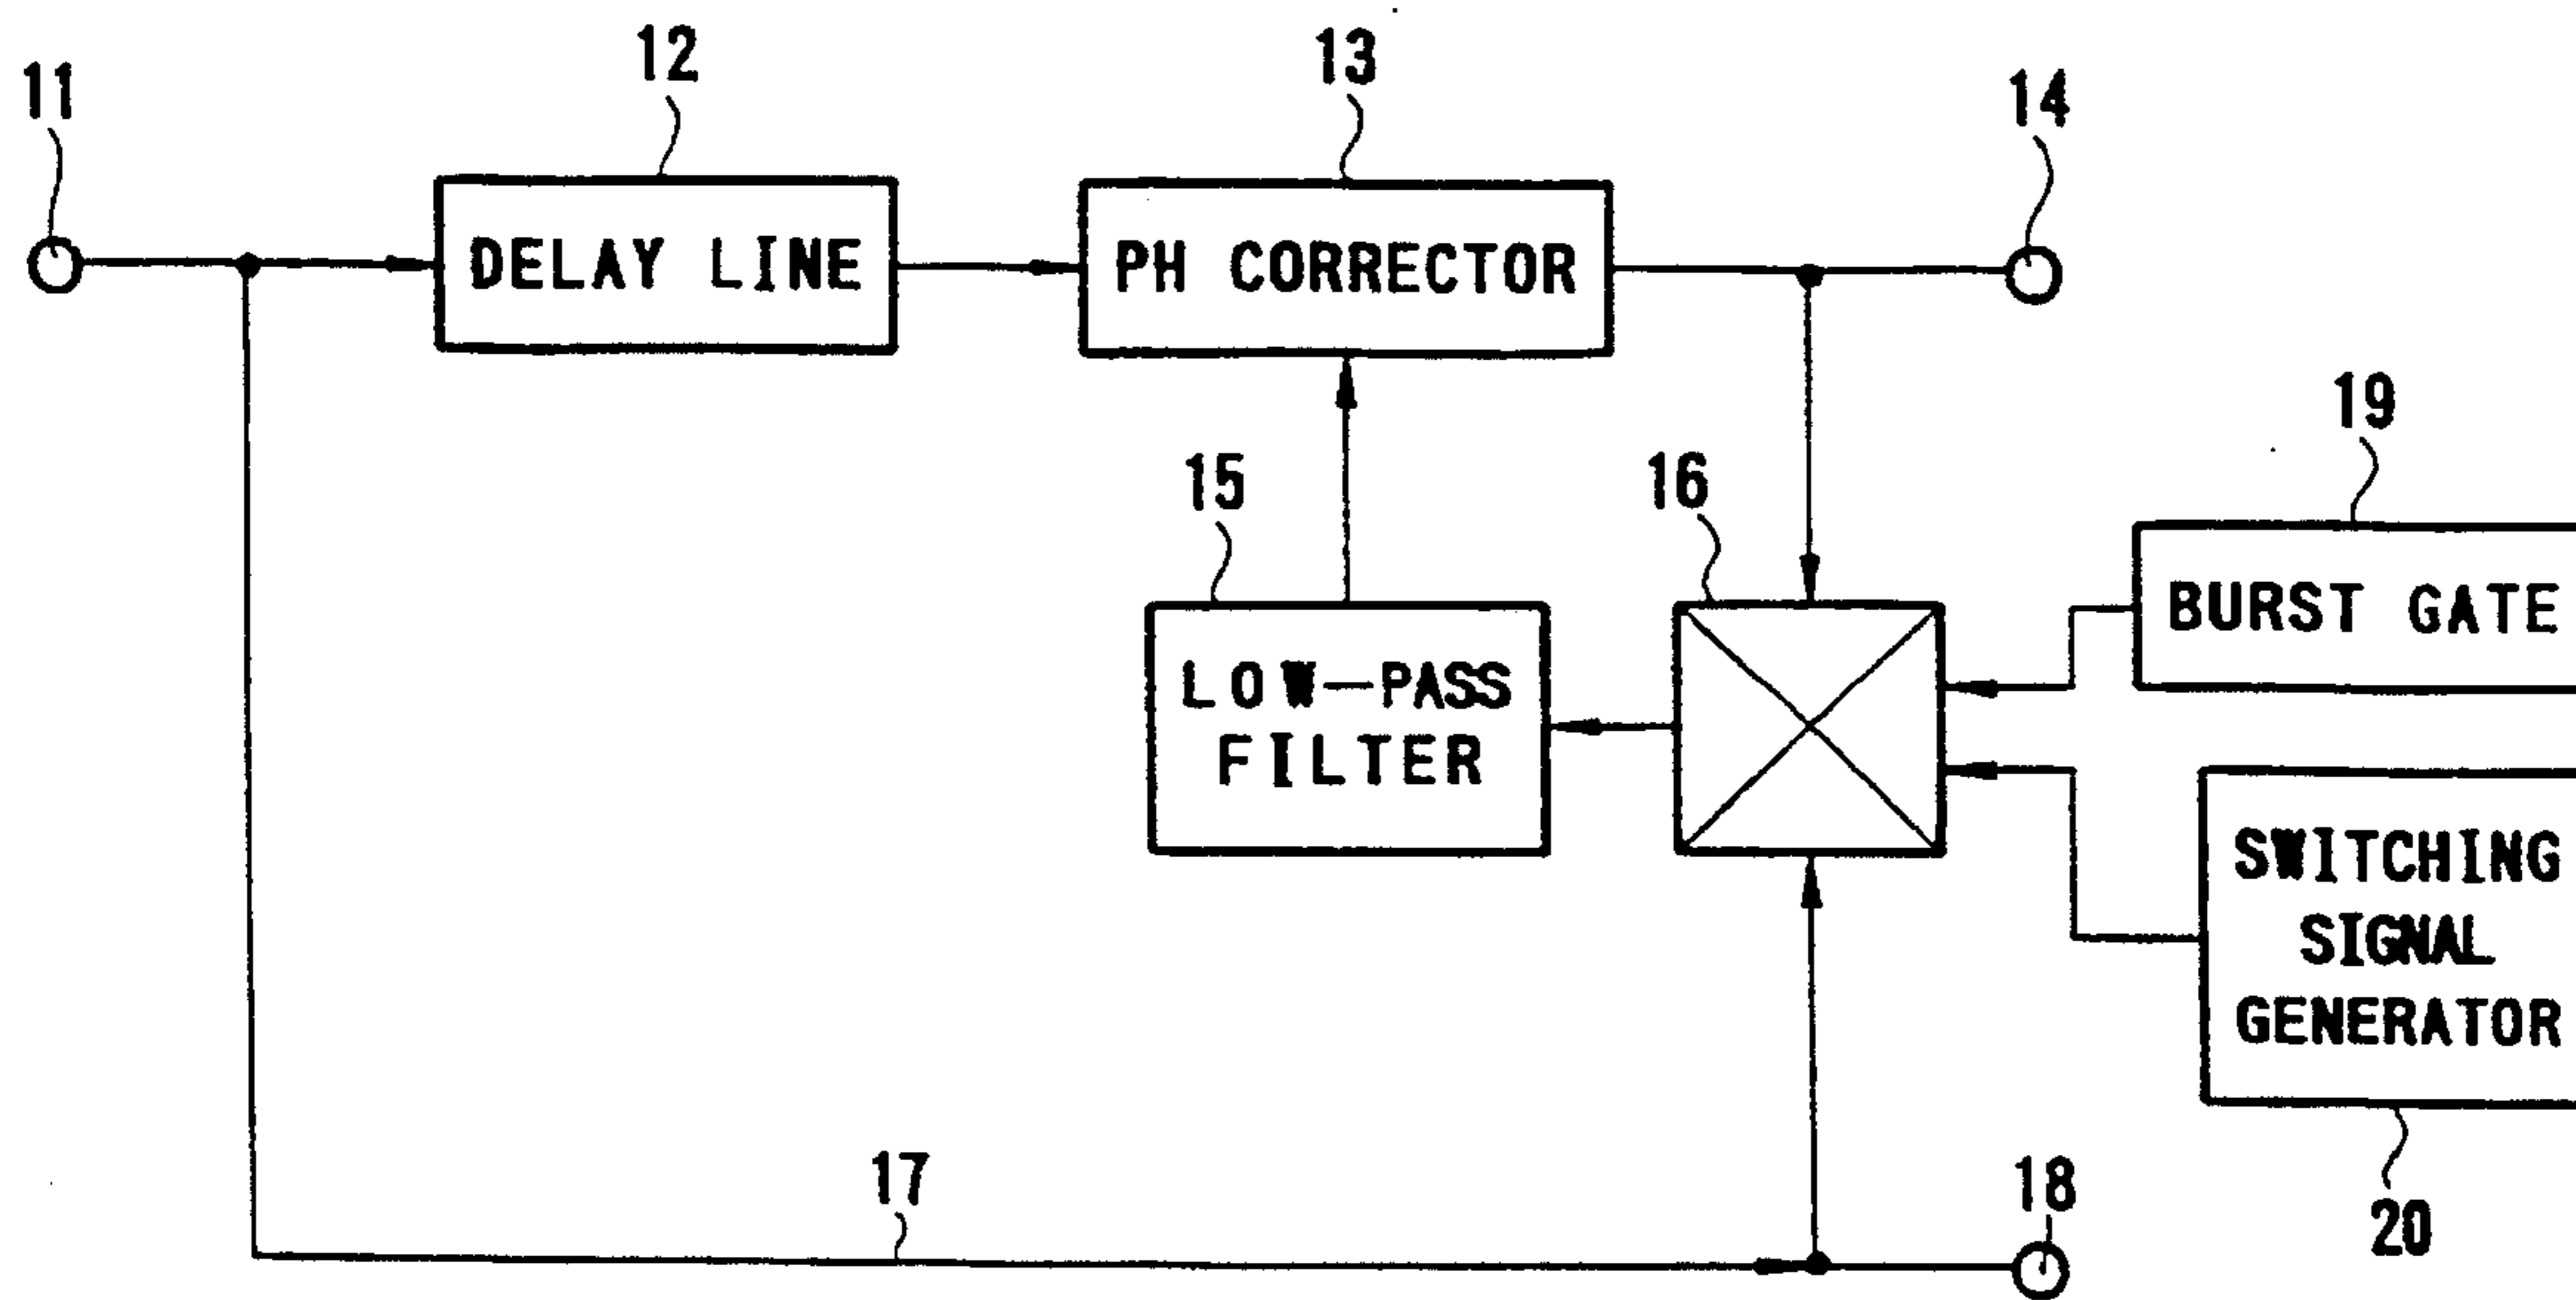 11
12
13
14
DELAY LINE
PH CORRECTOR
15
16
19
LOW-PASS
FILTER
BURST GATE
SWITCHING
SIGNAL
GENERATOR
17
18
20